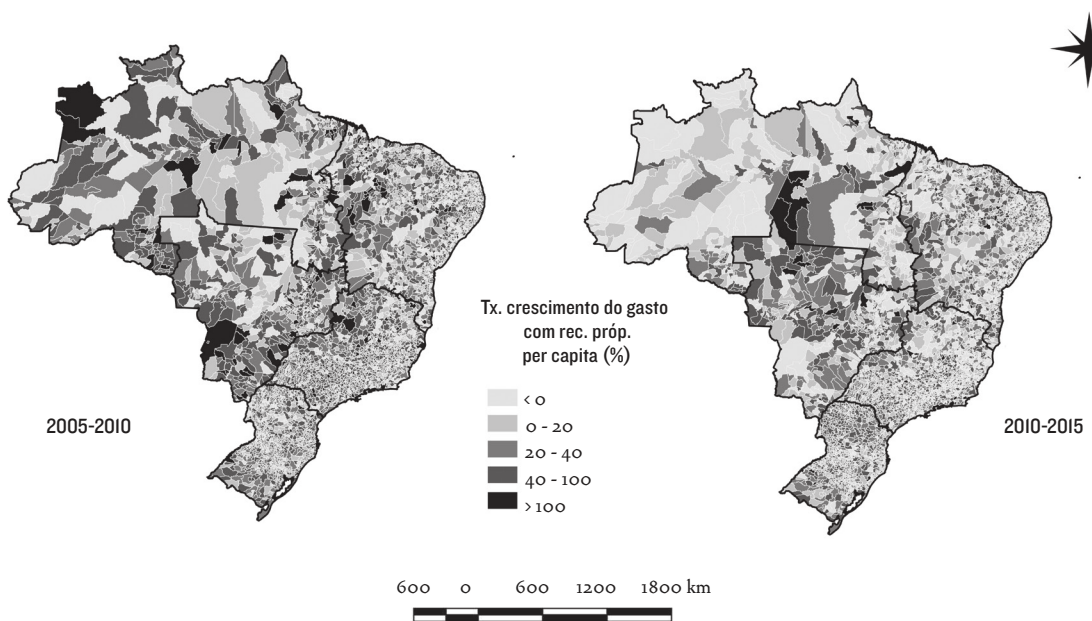 Tx. crescimento do gasto
com rec. próp.
per capita (%)
< 0
0 - 20
20 - 40
40 - 100
> 100
2005-2010
2010-2015
600 0 600 1200 1800 km